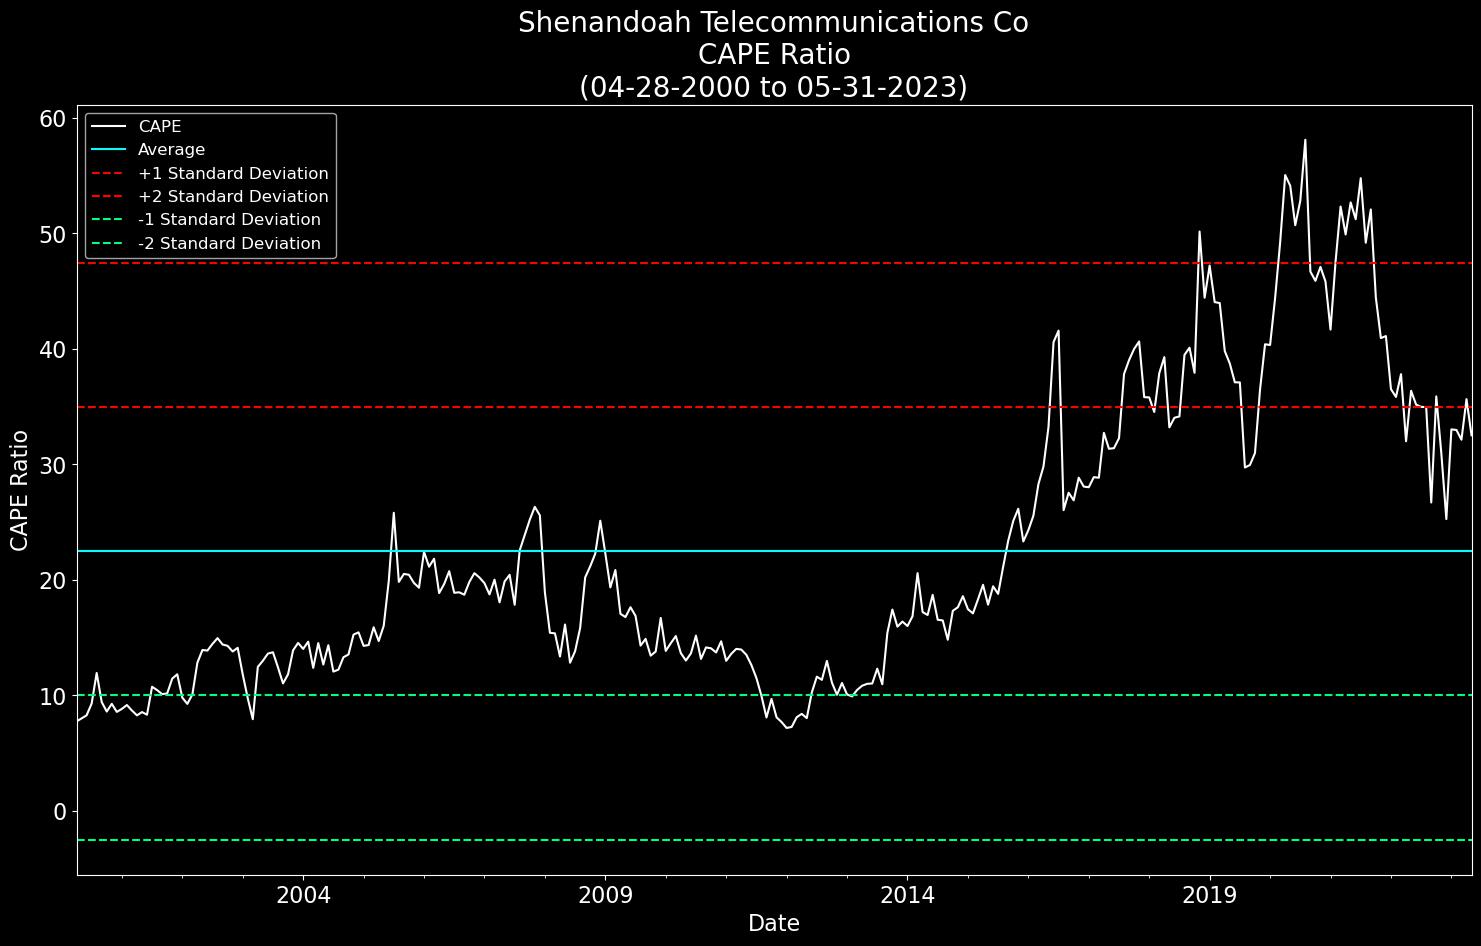 Shenandoah Telecommunications Co
CAPE Ratio
(04-28-2000 to 05-31-2023)
CAPE
Average
+1 Standard Deviation
+2 Standard Deviation
-1 Standard Deviation
-2 Standard Deviation
60
50
40
30
20
10
0
CAPE Ratio
2004 2009 2014 2019
Date